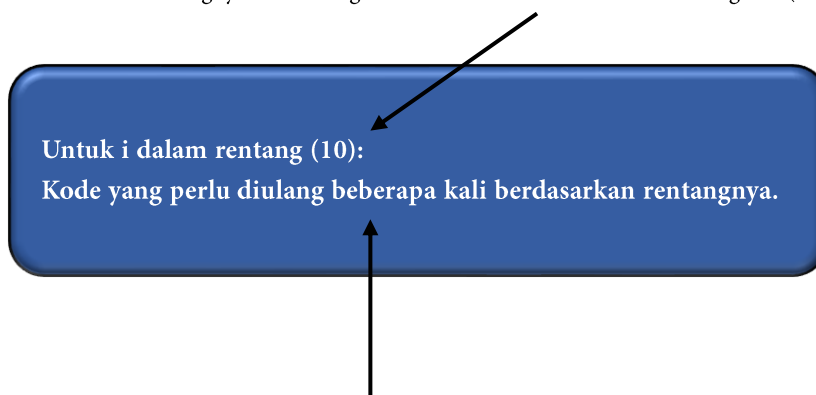 Untuk i dalam rentang (10):
Kode yang perlu diulang beberapa kali berdasarkan rentangnya.